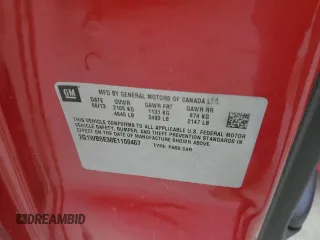 GM
MFD BY GENERAL MOTORS OF CANADA LTD.
DATE GVWR GAWR FRT GAWR RR
06/13 2105 KG 1131 KG 974 KG
4640 LB 2493 LB 2147 LB
THIS VEHICLE CONFORMS TO ALL APPLICABLE U.S. FEDERAL MOTOR
VEHICLE SAFETY, BUMPER, AND THEFT PREVENTION STANDARDS IN
EFFECT ON THE DATE OF MANUFACTURE SHOWN ABOVE.
TYPE: PASS CAR